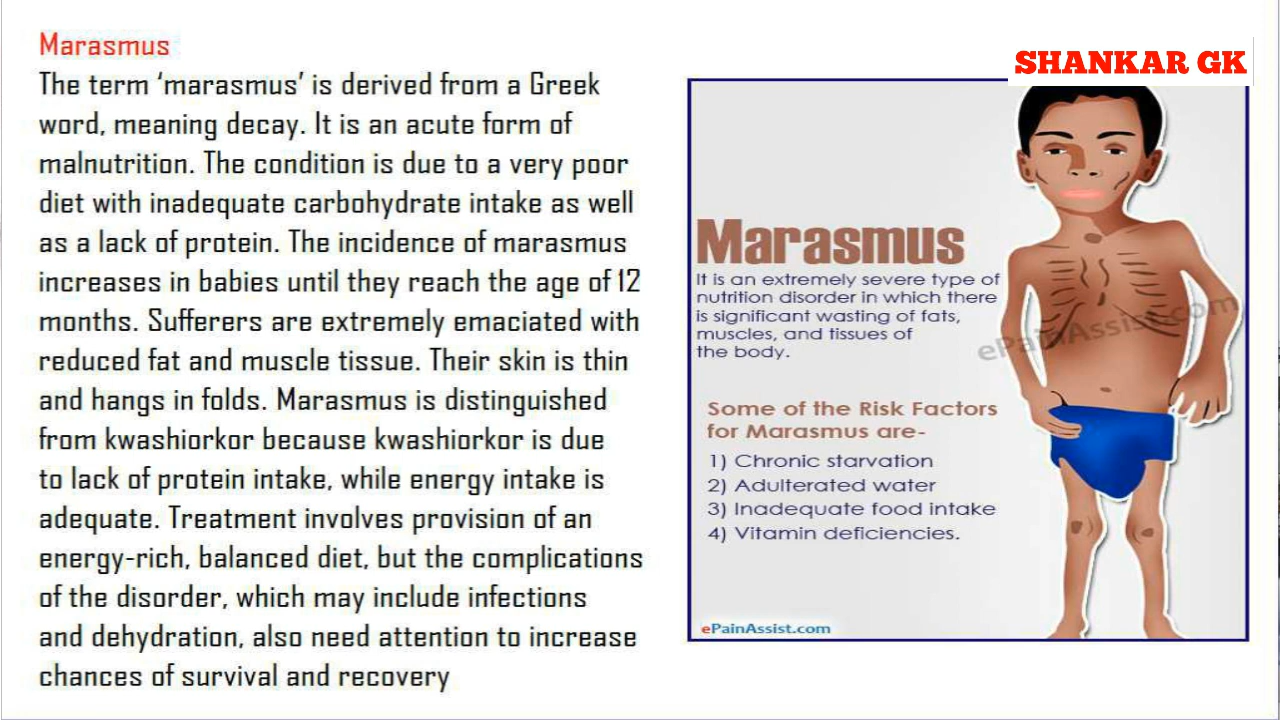 Marasmus
The term ‘marasmus’ is derived from a Greek
word, meaning decay. It is an acute form of
malnutrition. The condition is due to a very poor
diet with inadequate carbohydrate intake as well
as a lack of protein. The incidence of marasmus
increases in babies until they reach the age of 12
months. Sufferers are extremely emaciated with
reduced fat and muscle tissue. Their skin is thin
and hangs in folds. Marasmus is distinguished
from kwashiorkor because kwashiorkor is due
to lack of protein intake, while energy intake is
adequate. Treatment involves provision of an
energy-rich, balanced diet, but the complications
of the disorder, which may include infections
and dehydration, also need attention to increase
chances of survival and recovery
SHANKAR GK
Marasmus
It is an extremely severe type of
nutrition disorder in which there
is significant wasting of fats,
muscles, and tissues of
the body.
ePainAssist.com
Some of the Risk Factors
for Marasmus are-
1) Chronic starvation
2) Adulterated water
3) Inadequate food intake
4) Vitamin deficiencies.
ePainAssist.com